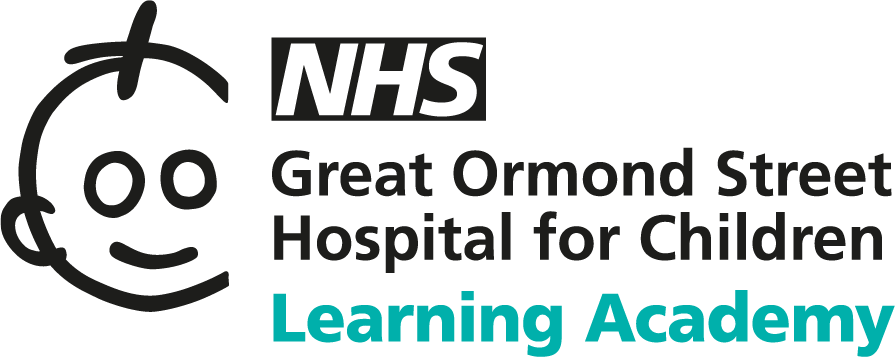 NHS
Great Ormond Street
Hospital for Children
Learning Academy